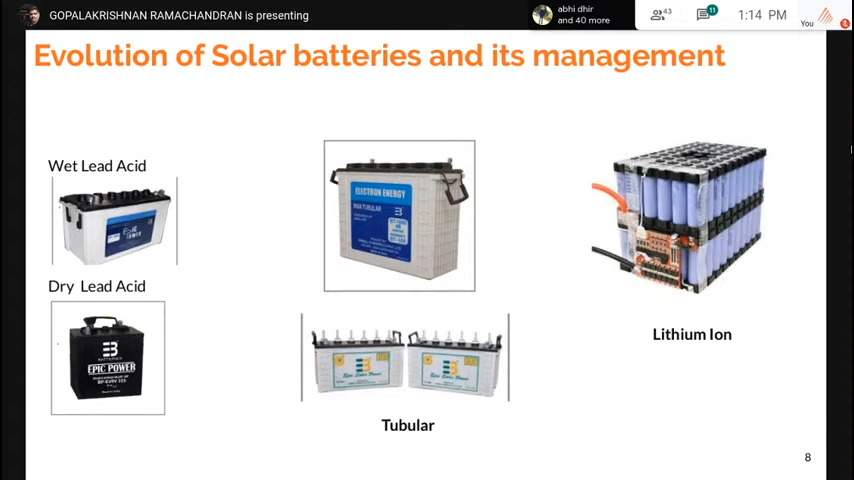 GOPALAKRISHNAN RAMACHANDRAN is presenting
abhi dhir
and 40 more
43
11
1:14 PM
You
Evolution of Solar batteries and its management
Wet Lead Acid
Dry Lead Acid
BATTERIES
EPIC POWER
ELECTRON ENERGY
Tubular
Lithium Ion
8